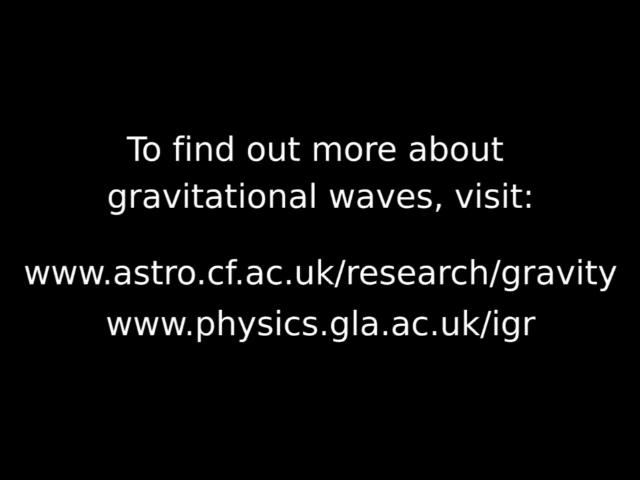 To find out more about
gravitational waves, visit:
www.astro.cf.ac.uk/research/gravity
www.physics.gla.ac.uk/igr